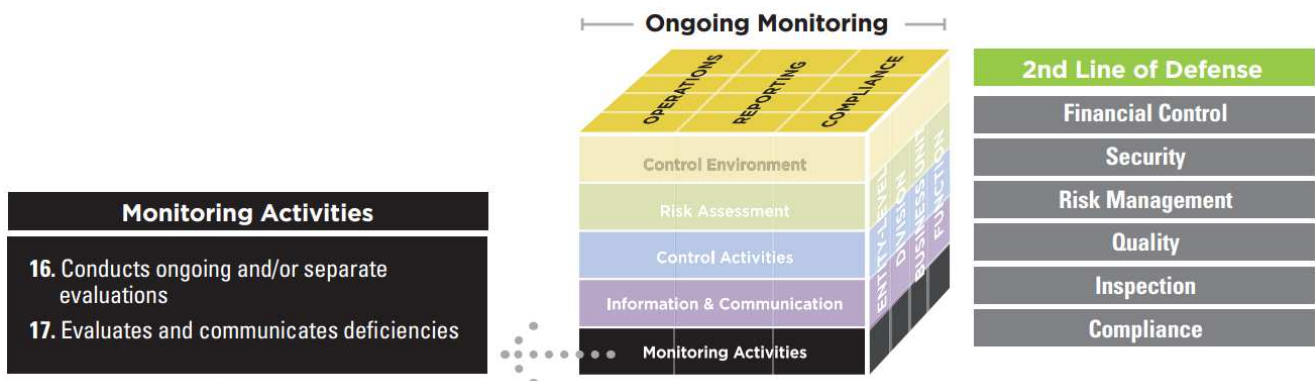 Ongoing Monitoring
OPERATIONS
REPORTING
COMPLIANCE
Control Environment
Risk Assessment
Control Activities
Information & Communication
Monitoring Activities
ENTITY-LEVEL
DIVISION
BUSINESS UNIT
FUNCTION
Monitoring Activities
16. Conducts ongoing and/or separate
evaluations
17. Evaluates and communicates deficiencies
2nd Line of Defense
Financial Control
Security
Risk Management
Quality
Inspection
Compliance